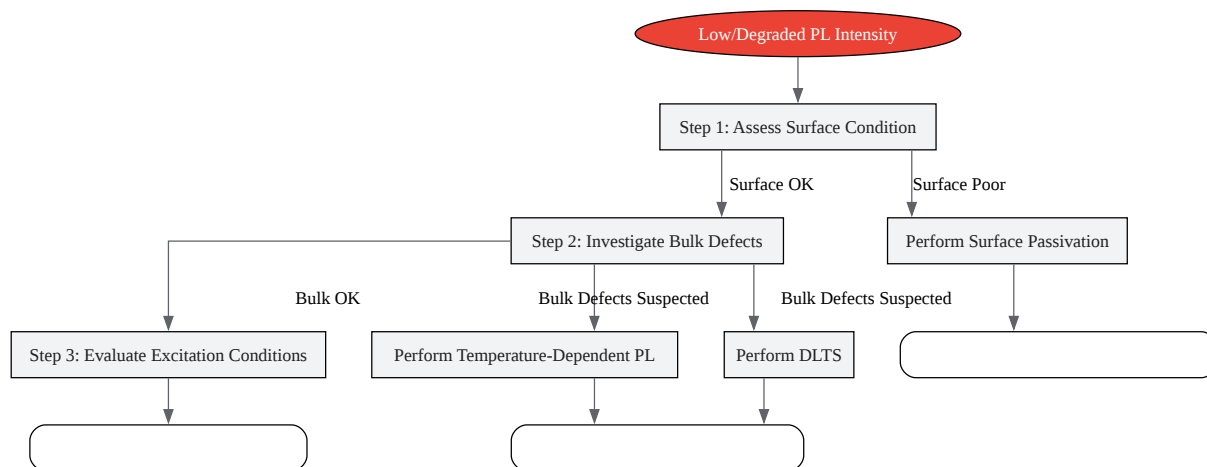 Low/Degraded PL Intensity
Step 1: Assess Surface Condition
Surface OK
Surface Poor
Step 2: Investigate Bulk Defects
Perform Surface Passivation
Bulk OK
Bulk Defects Suspected
Bulk Defects Suspected
Step 3: Evaluate Excitation Conditions
Perform Temperature-Dependent PL
Perform DLTS